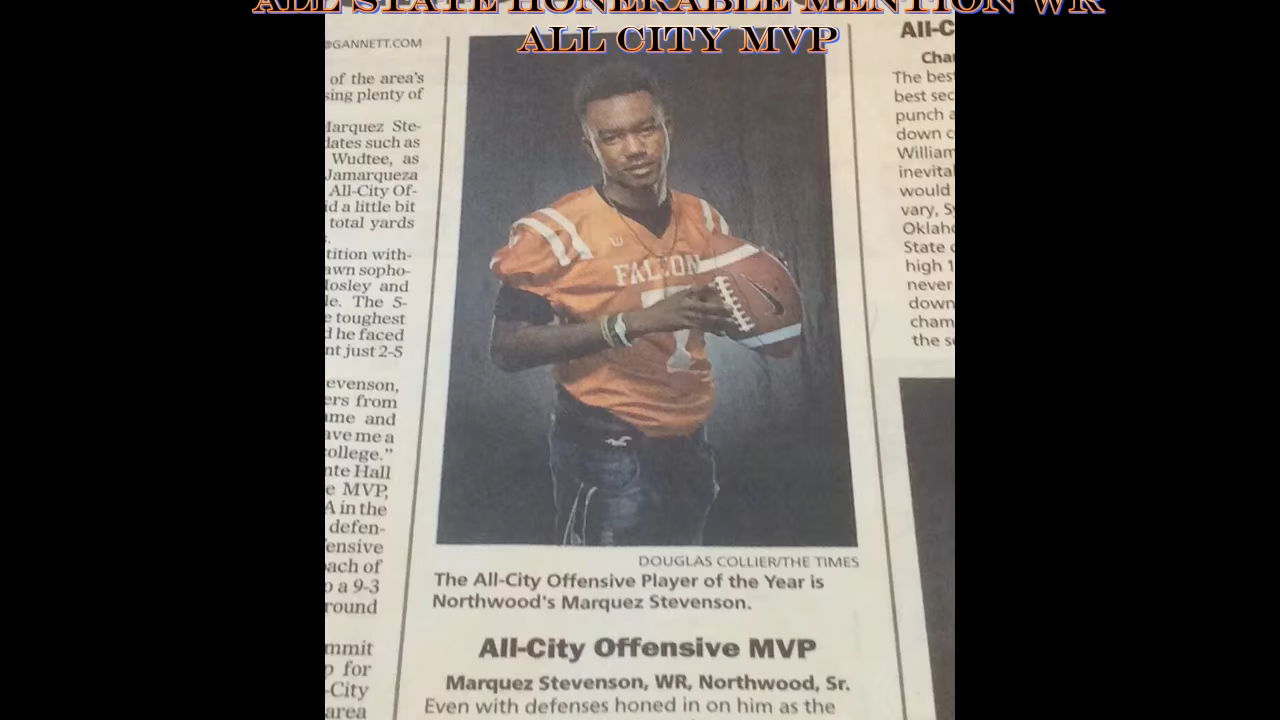 ALL STATE HONERABLE MENTION WR
ALL CITY MVP
@GANNETT.COM
of the area's
sing plenty of
Marquez Ste-
dates such as
Wudtee, as
Jamarqueza
All-City Of-
id a little bit
total yards
tition with-
awn sopho-
Mosley and
le. The 5-
e toughest
d he faced
nt just 2-5
evenson,
ers from
ame and
ave me a
college."
nte Hall
e MVP,
A in the
defen-
ensive
ach of
o a 9-3
round
mmit
p for
-City
area
FALCON
7
DOUGLAS COLLIER/THE TIMES
The All-City Offensive Player of the Year is
Northwood's Marquez Stevenson.
All-City Offensive MVP
Marquez Stevenson, WR, Northwood, Sr.
Even with defenses honed in on him as the
All-C
Cha
The bes
best sec
punch a
down c
William
inevita
would
vary, S
Oklaho
State
high 1
never
down
cham
the s